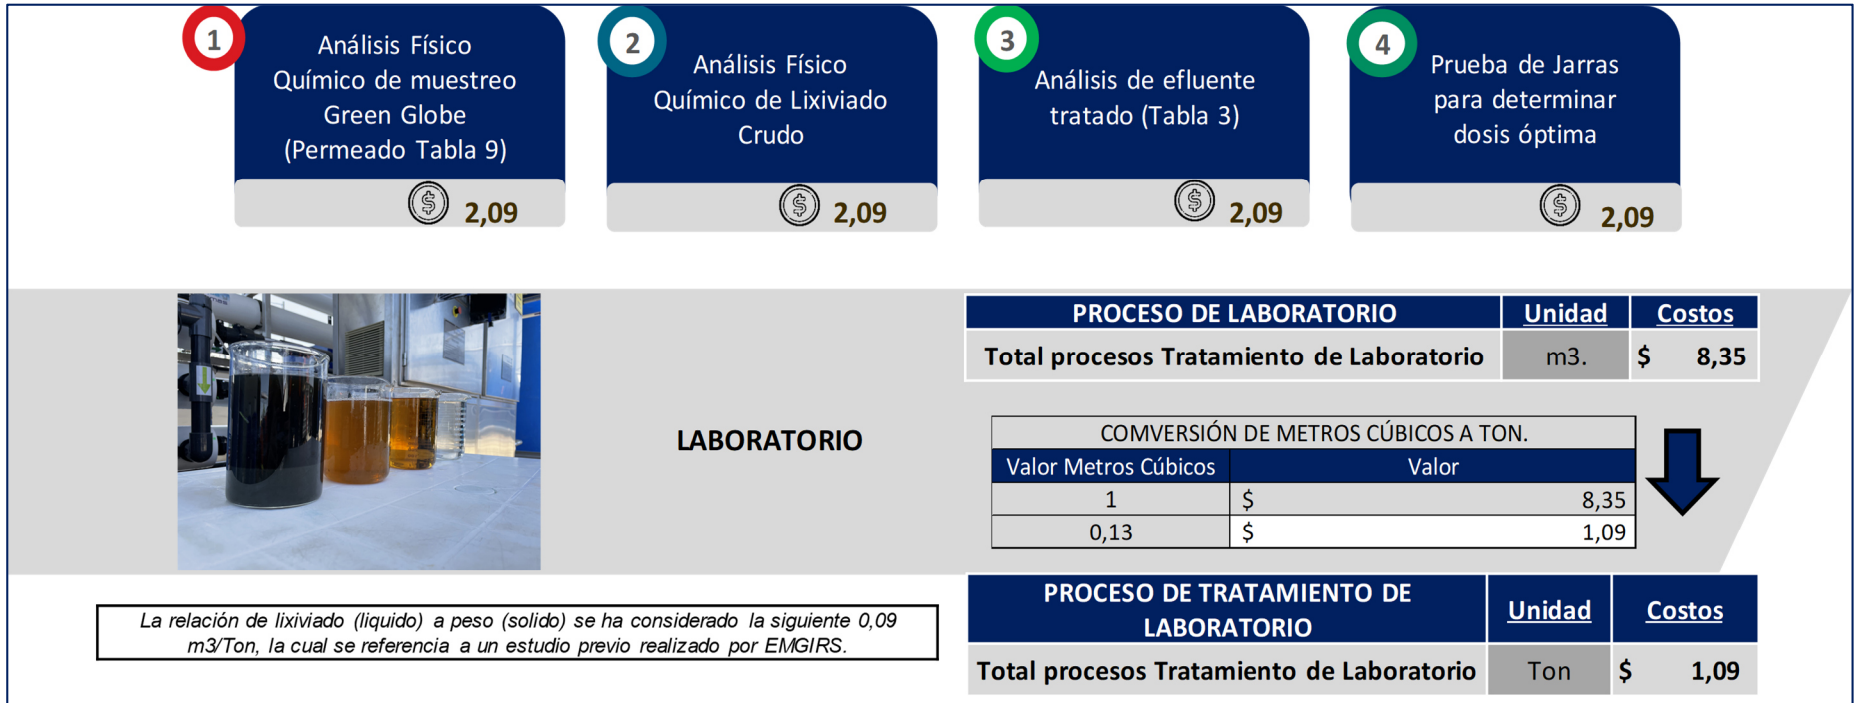 1
Análisis Físico
Químico de muestreo
Green Globe
(Permeado Tabla 9)
$ 2,09
2
Análisis Físico
Químico de Lixiviado
Crudo
$ 2,09
3
Análisis de efluente
tratado (Tabla 3)
$ 2,09
4
Prueba de Jarras
para determinar
dosis óptima
$ 2,09
LABORATORIO
PROCESO DE LABORATORIO Unidad Costos
Total procesos Tratamiento de Laboratorio m3. $ 8,35
COMVERSIÓN DE METROS CÚBICOS A TON.
Valor Metros Cúbicos Valor
1 $ 8,35
0,13 $ 1,09
La relación de lixiviado (liquido) a peso (solido) se ha considerado la siguiente 0,09
m3/Ton, la cual se referencia a un estudio previo realizado por EMGIRS.
PROCESO DE TRATAMIENTO DE
LABORATORIO Unidad Costos
Total procesos Tratamiento de Laboratorio Ton $ 1,09